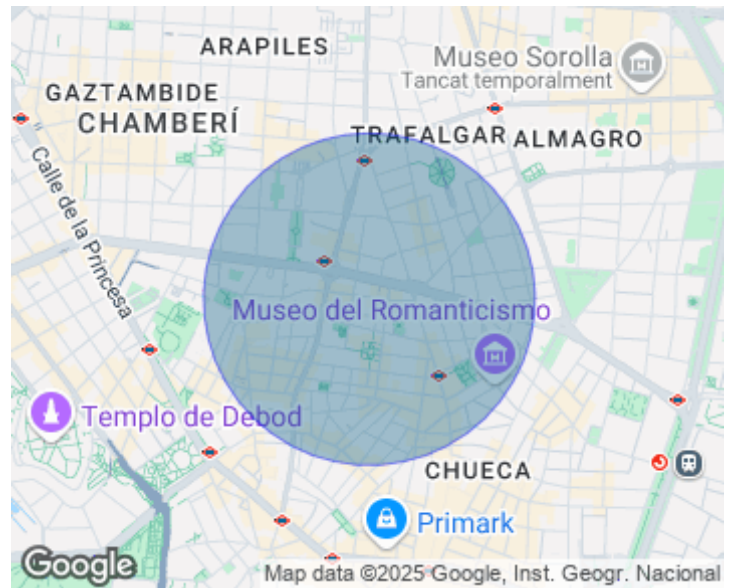 ARAPILES
Museo Sorolla
Tancat temporalment
GAZTAMBIDE
CHAMBERÍ
TRAFALGAR
ALMAGRO
Calle de la Princesa
Museo del Romanticismo
Templo de Debod
CHUECA
Primark
Google
Map data ©2025 Google, Inst. Geogr. Nacional